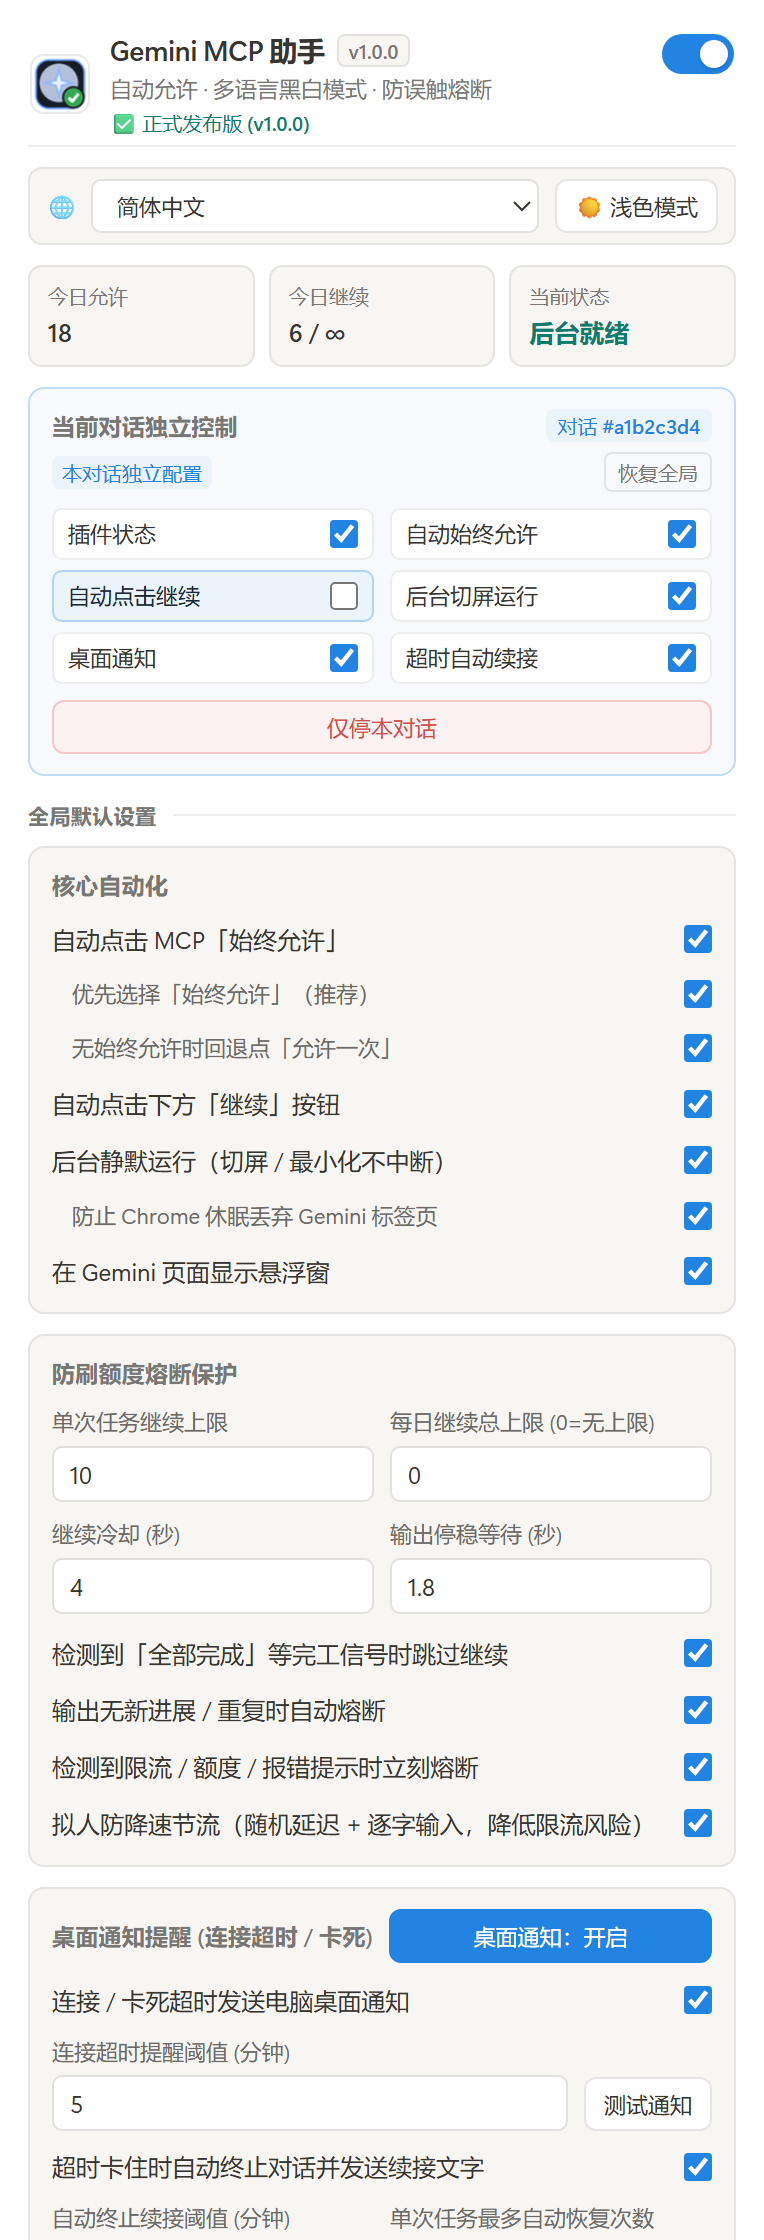 Gemini MCP 助手 v1.0.0
自动允许 · 多语言黑白模式 · 防误触熔断
✅ 正式发布版 (v1.0.0)
🌐 简体中文 浅色模式
今日允许 今日继续 当前状态
18 6 / ∞ 后台就绪
当前对话独立控制 对话 #a1b2c3d4
本对话独立配置 恢复全局
插件状态 自动始终允许
自动点击继续 后台切屏运行
桌面通知 超时自动续接
仅停本对话
全局默认设置
核心自动化
自动点击 MCP「始终允许」
优先选择「始终允许」（推荐）
无始终允许时回退点「允许一次」
自动点击下方「继续」按钮
后台静默运行（切屏 / 最小化不中断）
防止 Chrome 休眠丢弃 Gemini 标签页
在 Gemini 页面显示悬浮窗
防刷额度熔断保护
单次任务继续上限 每日继续总上限 (0=无上限)
10 0
继续冷却 (秒) 输出停稳等待 (秒)
4 1.8
检测到「全部完成」等完工信号时跳过继续
输出无新进展 / 重复时自动熔断
检测到限流 / 额度 / 报错提示时立刻熔断
拟人防降速节流（随机延迟 + 逐字输入，降低限流风险）
桌面通知提醒 (连接超时 / 卡死) 桌面通知：开启
连接 / 卡死超时发送电脑桌面通知
连接超时提醒阈值 (分钟)
5 测试通知
超时卡住时自动终止对话并发送续接文字
自动终止续接阈值 (分钟) 单次任务最多自动恢复次数